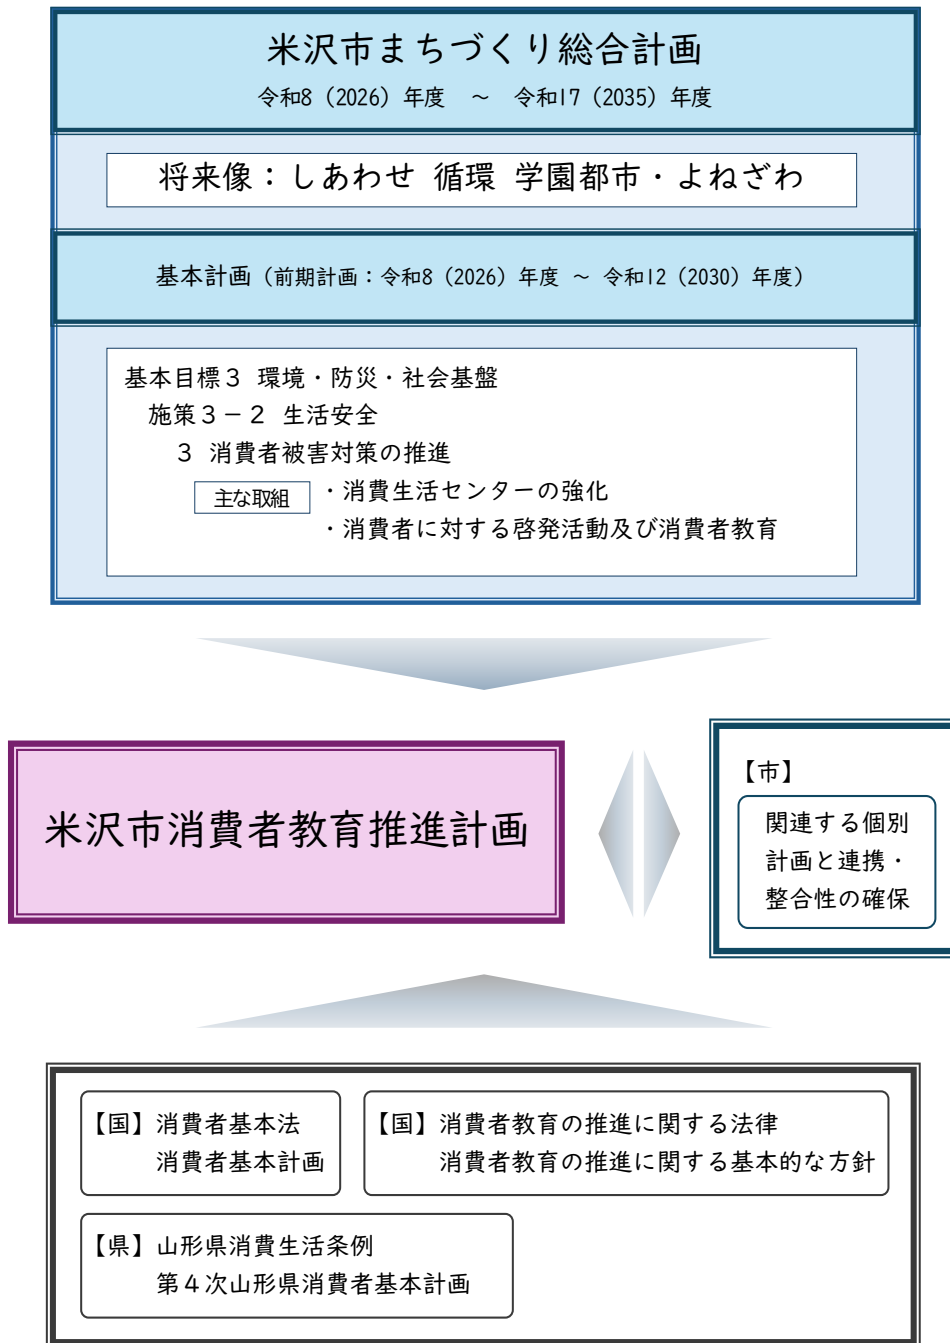 米沢市まちづくり総合計画
令和8（2026）年度　～　令和17（2035）年度
将来像：しあわせ 循環 学園都市・よねざわ
基本計画（前期計画：令和8（2026）年度 ～ 令和12（2030）年度）
基本目標３ 環境・防災・社会基盤
施策３－２ 生活安全
３ 消費者被害対策の推進
主な取組 ・消費生活センターの強化
・消費者に対する啓発活動及び消費者教育
米沢市消費者教育推進計画
【市】
関連する個別
計画と連携・
整合性の確保
【国】消費者基本法
消費者基本計画
【国】消費者教育の推進に関する法律
消費者教育の推進に関する基本的な方針
【県】山形県消費生活条例
第４次山形県消費者基本計画